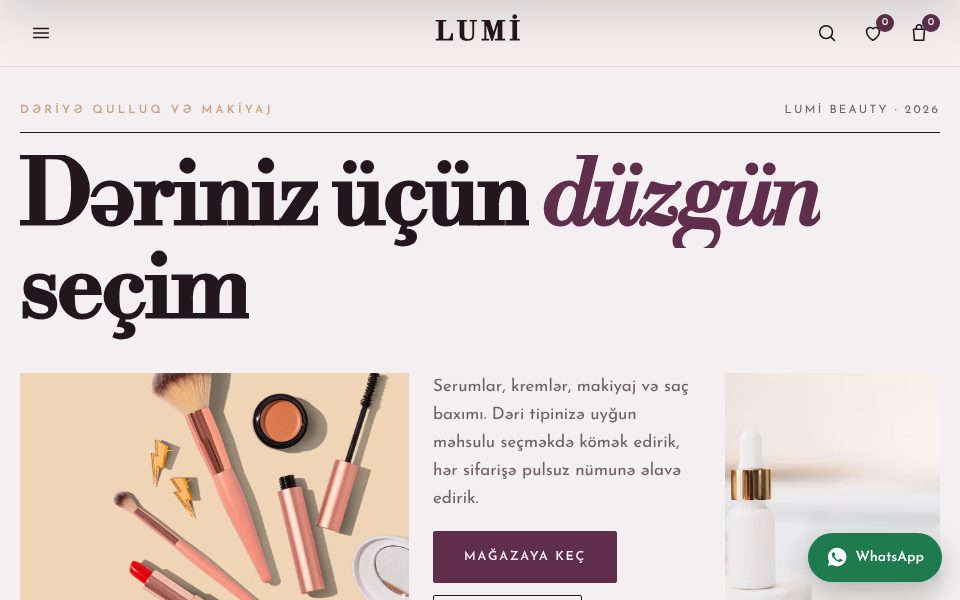 LUMİ
0
0
DƏRİYƏ QULLUQ VƏ MAKİYAJ
LUMİ BEAUTY · 2026
Dəriniz üçün düzgün
seçim
Serumlar, kremlər, makiyaj və saç
baxımı. Dəri tipinizə uyğun
məhsulu seçməkdə kömək edirik,
hər sifarişə pulsuz nümunə əlavə
edirik.
MAĞAZAYA KEÇ
WhatsApp